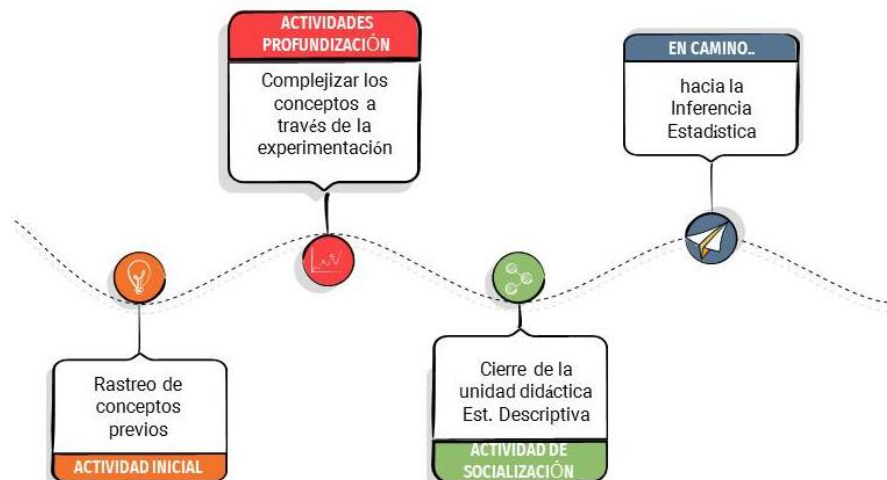 ACTIVIDADES
PROFUNDIZACIÓN
Complejizar los
conceptos a
través de la
experimentación
EN CAMINO..
hacia la
Inferencia
Estadística
Rastreo de
conceptos
previos
ACTIVIDAD INICIAL
Cierre de la
unidad didáctica
Est. Descriptiva
ACTIVIDAD DE
SOCIALIZACIÓN